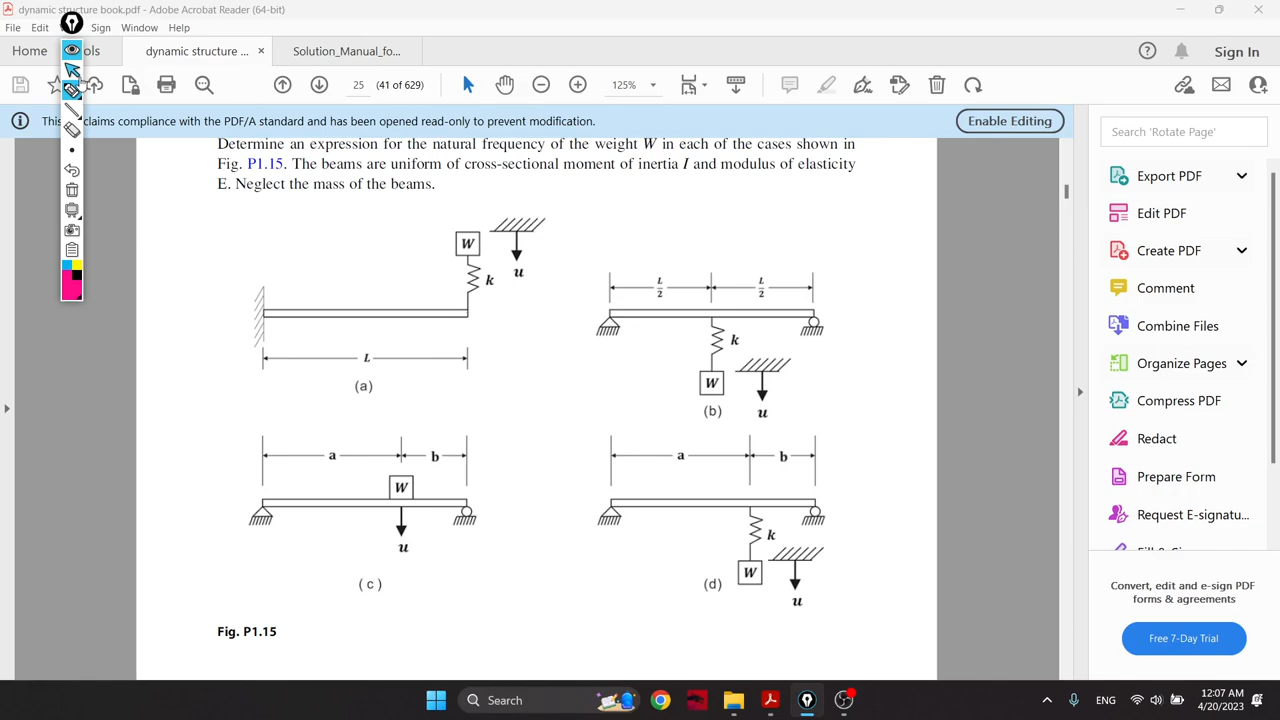 dynamic structure book.pdf - Adobe Acrobat Reader (64-bit)
File Edit Sign Window Help
Home ols dynamic structure ... × Solution_Manual_fo... Sign In
25 (41 of 629) 125%
This claims compliance with the PDF/A standard and has been opened read-only to prevent modification. Enable Editing
Determine an expression for the natural frequency of the weight W in each of the cases shown in
Fig. P1.15. The beams are uniform of cross-sectional moment of inertia I and modulus of elasticity
E. Neglect the mass of the beams.
W
u
k
L
(a)
L/2 L/2
k
W
u
(b)
a b
W
u
( c )
a b
k
W
u
(d)
Fig. P1.15
Search 'Rotate Page'
Export PDF
Edit PDF
Create PDF
Comment
Combine Files
Organize Pages
Compress PDF
Redact
Prepare Form
Request E-signatu...
Convert, edit and e-sign PDF
forms & agreements
Free 7-Day Trial
Search
ENG
12:07 AM
4/20/2023